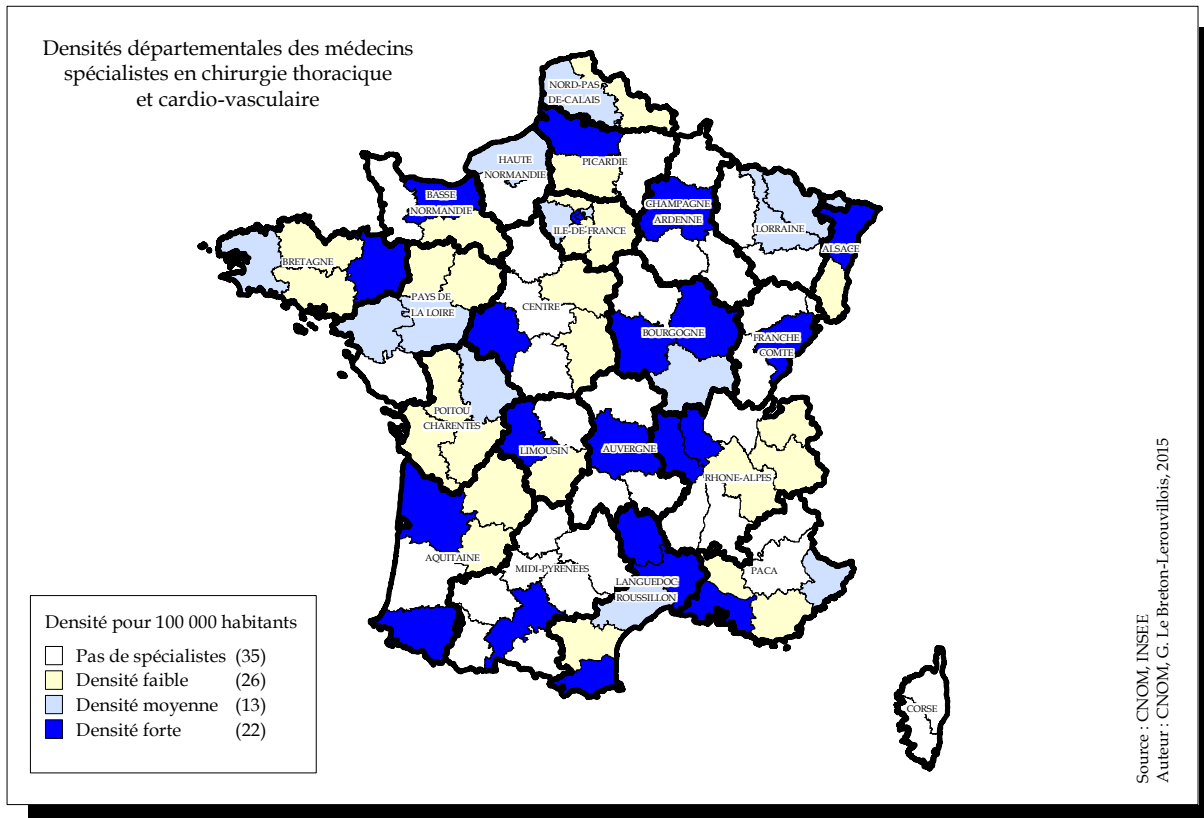 Densités départementales des médecins
spécialistes en chirurgie thoracique
et cardio-vasculaire
NORD-PAS
DE-CALAIS
HAUTE
NORMANDIE
PICARDIE
BASSE
NORMANDIE
CHAMPAGNE
ARDENNE
ILE-DE-FRANCE
LORRAINE
ALSACE
BRETAGNE
PAYS DE
LA LOIRE
CENTRE
BOURGOGNE
FRANCHE
COMTE
POITOU
CHARENTES
LIMOUSIN
AUVERGNE
RHONE-ALPES
AQUITAINE
MIDI-PYRENEES
LANGUEDOC-
ROUSSILLON
PACA
CORSE
Densité pour 100 000 habitants
Pas de spécialistes (35)
Densité faible (26)
Densité moyenne (13)
Densité forte (22)
Source : CNOM, INSEE
Auteur : CNOM, G. Le Breton-Lerouvillois, 2015